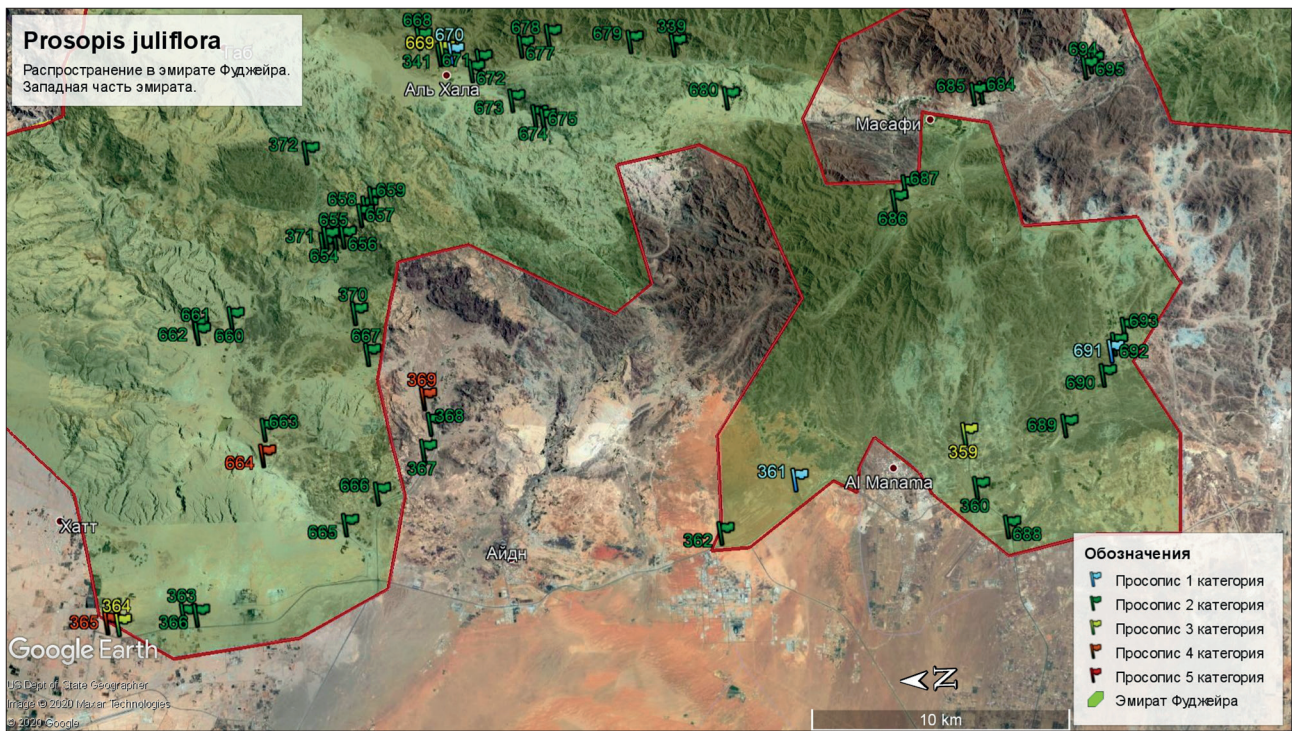 Prosopis juliflora
Распространение в эмирате Фуджейра.
Западная часть эмирата.
668
669
670
341
671
672
Аль Хала
678
677
679
339
673
674
675
680
694
695
685
684
Масафи
687
686
372
659
658
657
655
371
656
654
370
667
661
662
660
369
368
367
663
664
666
665
693
691
692
690
689
359
361
Al Manama
360
688
362
Хатт
Айдн
363
364
365
366
Google Earth
US Dept of State Geographer
Image © 2020 Maxar Technologies
© 2020 Google
N
10 km
Обозначения
Просопис 1 категория
Просопис 2 категория
Просопис 3 категория
Просопис 4 категория
Просопис 5 категория
Эмират Фуджейра